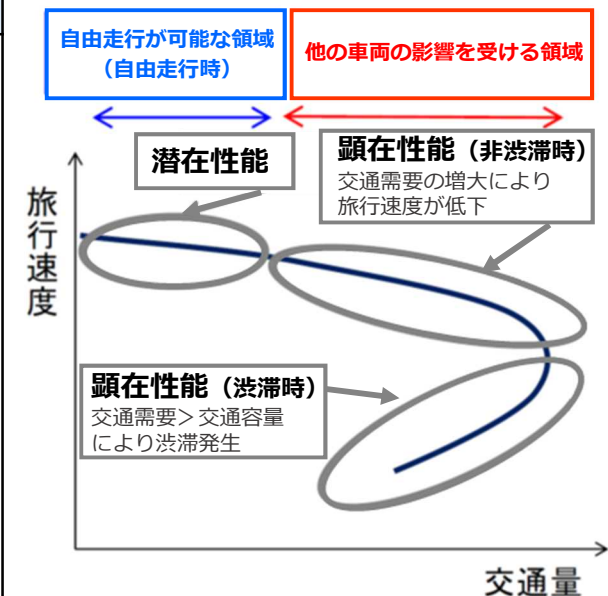 自由走行が可能な領域
(自由走行時)
他の車両の影響を受ける領域
潜在性能
顕在性能(非渋滞時)
交通需要の増大により
旅行速度が低下
旅行速度
顕在性能(渋滞時)
交通需要>交通容量
により渋滞発生
交通量